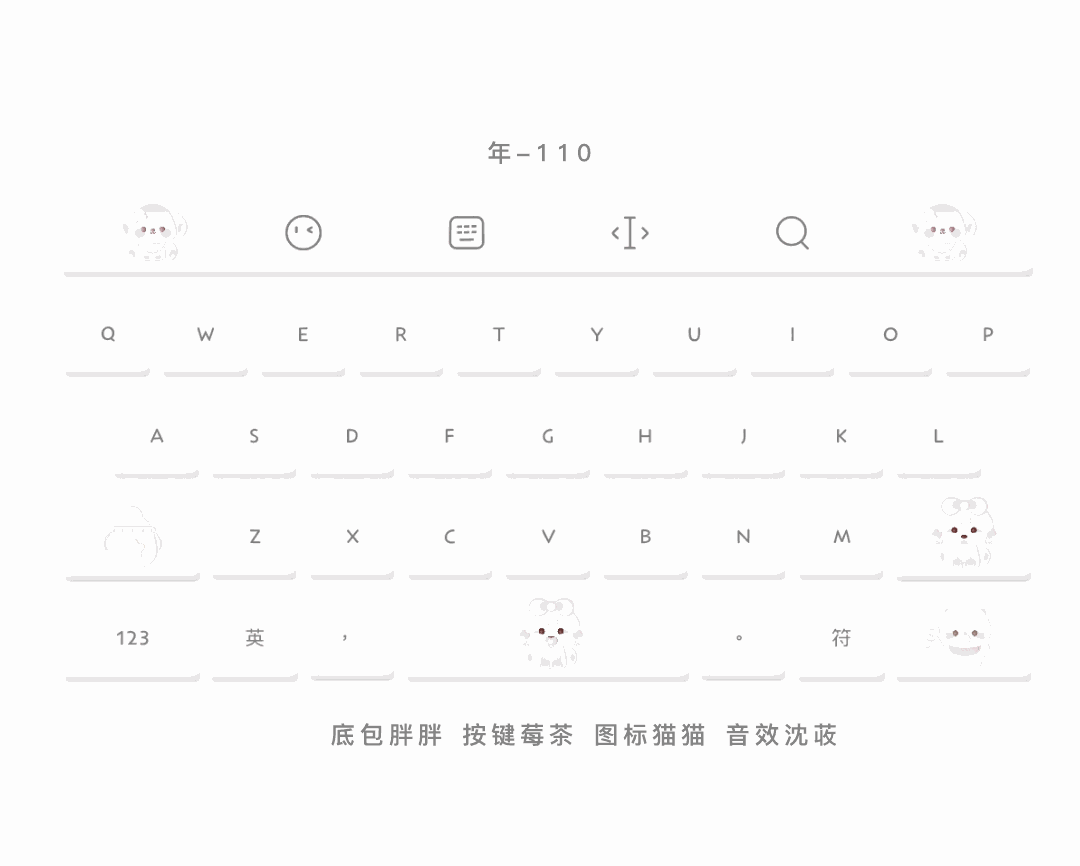 年–110
Q W E R T Y U I O P
A S D F G H J K L
Z X C V B N M
123 英 , 。 符
底包胖胖 按键莓茶 图标猫猫 音效沈荍